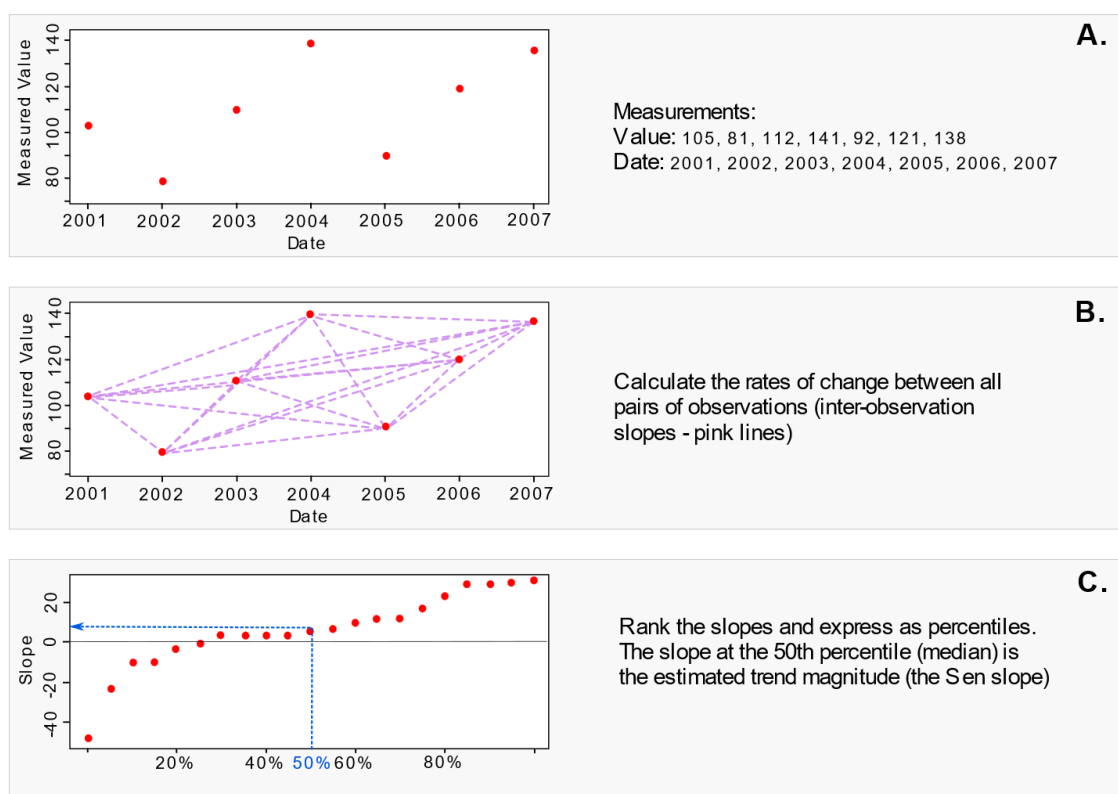 A.
Measured Value
140
120
100
80
2001 2002 2003 2004 2005 2006 2007
Date
Measurements:
Value: 105, 81, 112, 141, 92, 121, 138
Date: 2001, 2002, 2003, 2004, 2005, 2006, 2007
B.
Measured Value
140
120
100
80
2001 2002 2003 2004 2005 2006 2007
Date
Calculate the rates of change between all
pairs of observations (inter-observation
slopes - pink lines)
C.
Slope
20
0
-20
-40
20% 40% 50% 60% 80%
Rank the slopes and express as percentiles.
The slope at the 50th percentile (median) is
the estimated trend magnitude (the Sen slope)